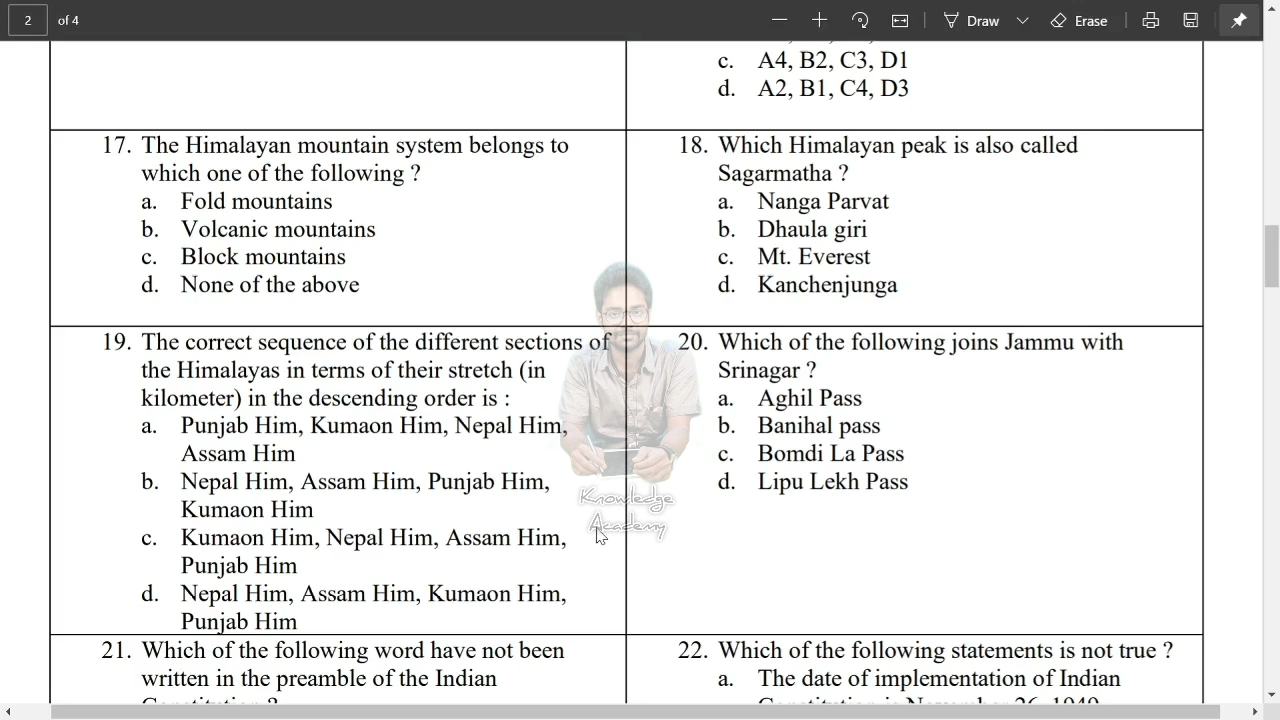 2 of 4 Draw Erase
c. A4, B2, C3, D1
d. A2, B1, C4, D3
17. The Himalayan mountain system belongs to
which one of the following ?
a. Fold mountains
b. Volcanic mountains
c. Block mountains
d. None of the above
18. Which Himalayan peak is also called
Sagarmatha ?
a. Nanga Parvat
b. Dhaula giri
c. Mt. Everest
d. Kanchenjunga
19. The correct sequence of the different sections of
the Himalayas in terms of their stretch (in
kilometer) in the descending order is :
a. Punjab Him, Kumaon Him, Nepal Him,
Assam Him
b. Nepal Him, Assam Him, Punjab Him,
Kumaon Him
c. Kumaon Him, Nepal Him, Assam Him,
Punjab Him
d. Nepal Him, Assam Him, Kumaon Him,
Punjab Him
20. Which of the following joins Jammu with
Srinagar ?
a. Aghil Pass
b. Banihal pass
c. Bomdi La Pass
d. Lipu Lekh Pass
Knowledge
Academy
21. Which of the following word have not been
written in the preamble of the Indian
22. Which of the following statements is not true ?
a. The date of implementation of Indian